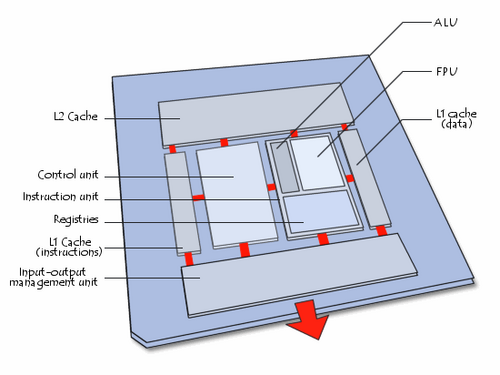 ALU
FPU
L2 Cache
L1 cache
(data)
Control unit
Instruction unit
Registries
L1 Cache
(instructions)
Input-output
management unit